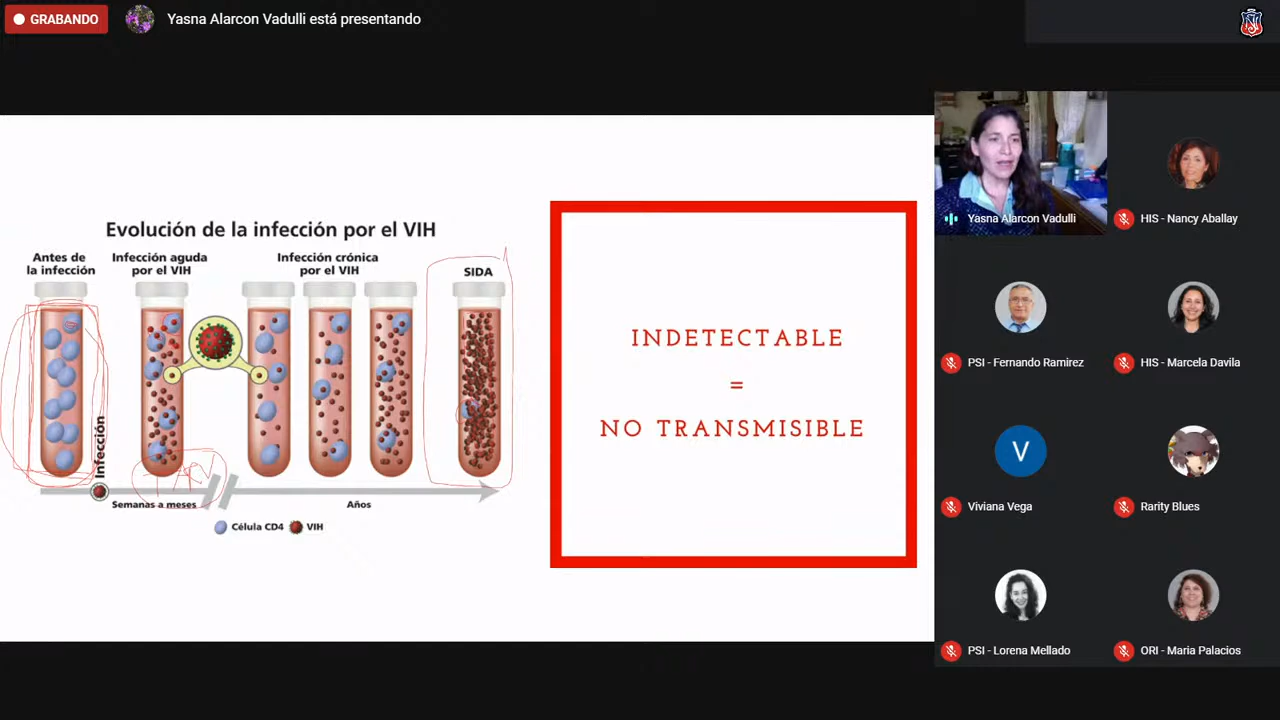 GRABANDO
Yasna Alarcon Vadulli está presentando
Evolución de la infección por el VIH
Antes de
la infección
Infección aguda
por el VIH
Infección crónica
por el VIH
SIDA
Infección
TARV
Semanas a meses
Años
Célula CD4
VIH
INDETECTABLE
=
NO TRANSMISIBLE
Yasna Alarcon Vadulli
HIS - Nancy Aballay
PSI - Fernando Ramirez
HIS - Marcela Davila
V
Viviana Vega
Rarity Blues
PSI - Lorena Mellado
ORI - Maria Palacios